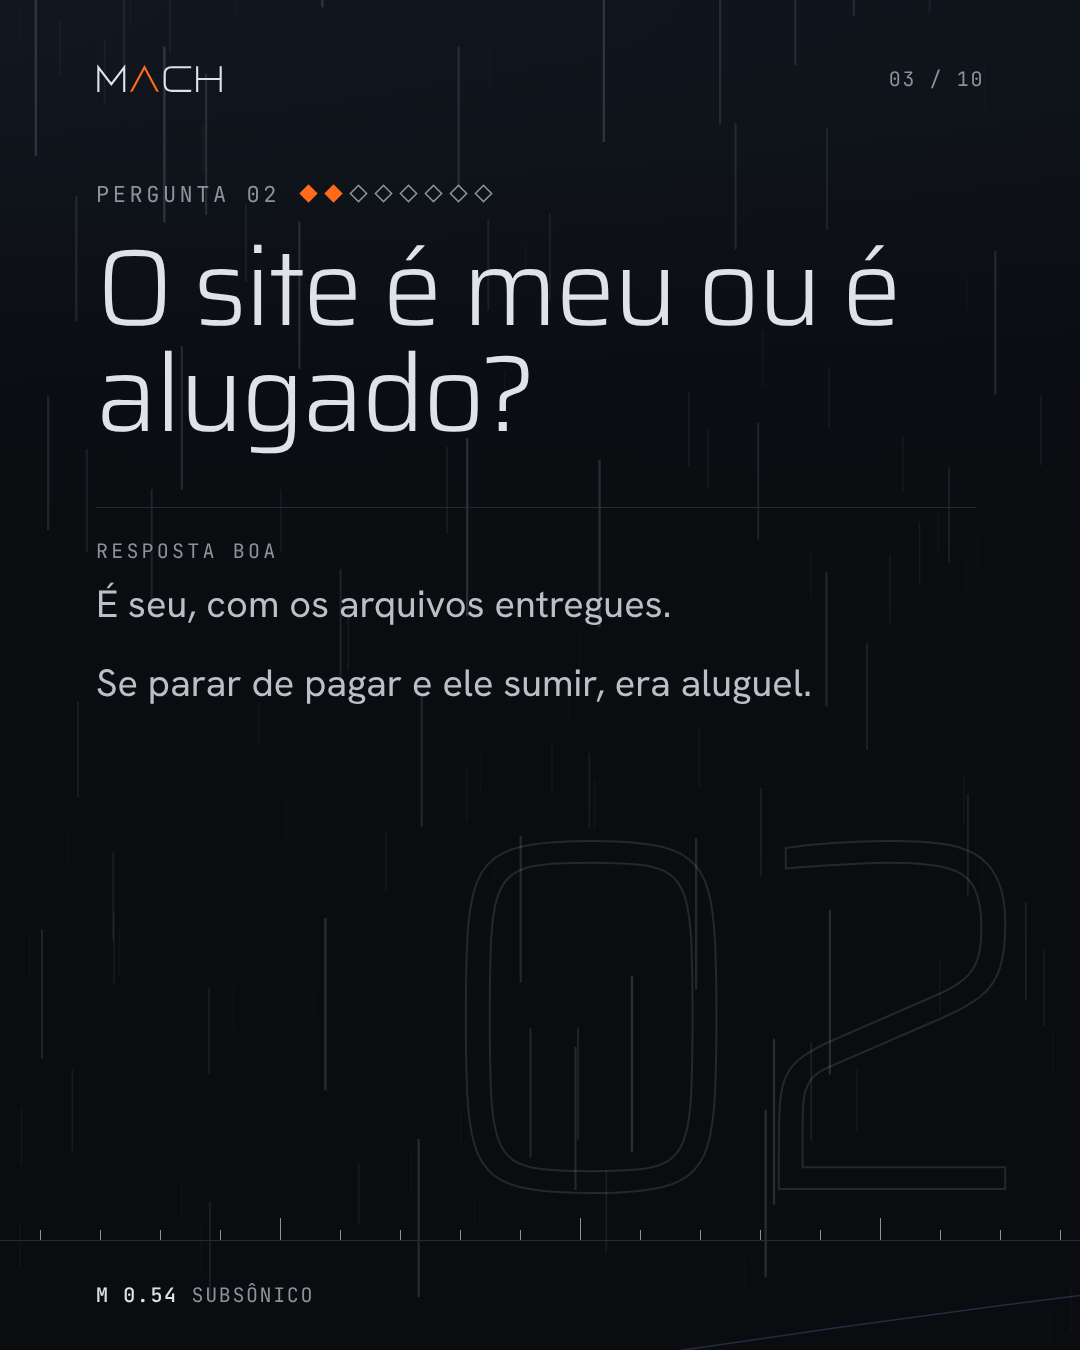 MACH
03 / 10
PERGUNTA 02
O site é meu ou é
alugado?
RESPOSTA BOA
É seu, com os arquivos entregues.
Se parar de pagar e ele sumir, era aluguel.
02
M 0.54 SUBSÔNICO